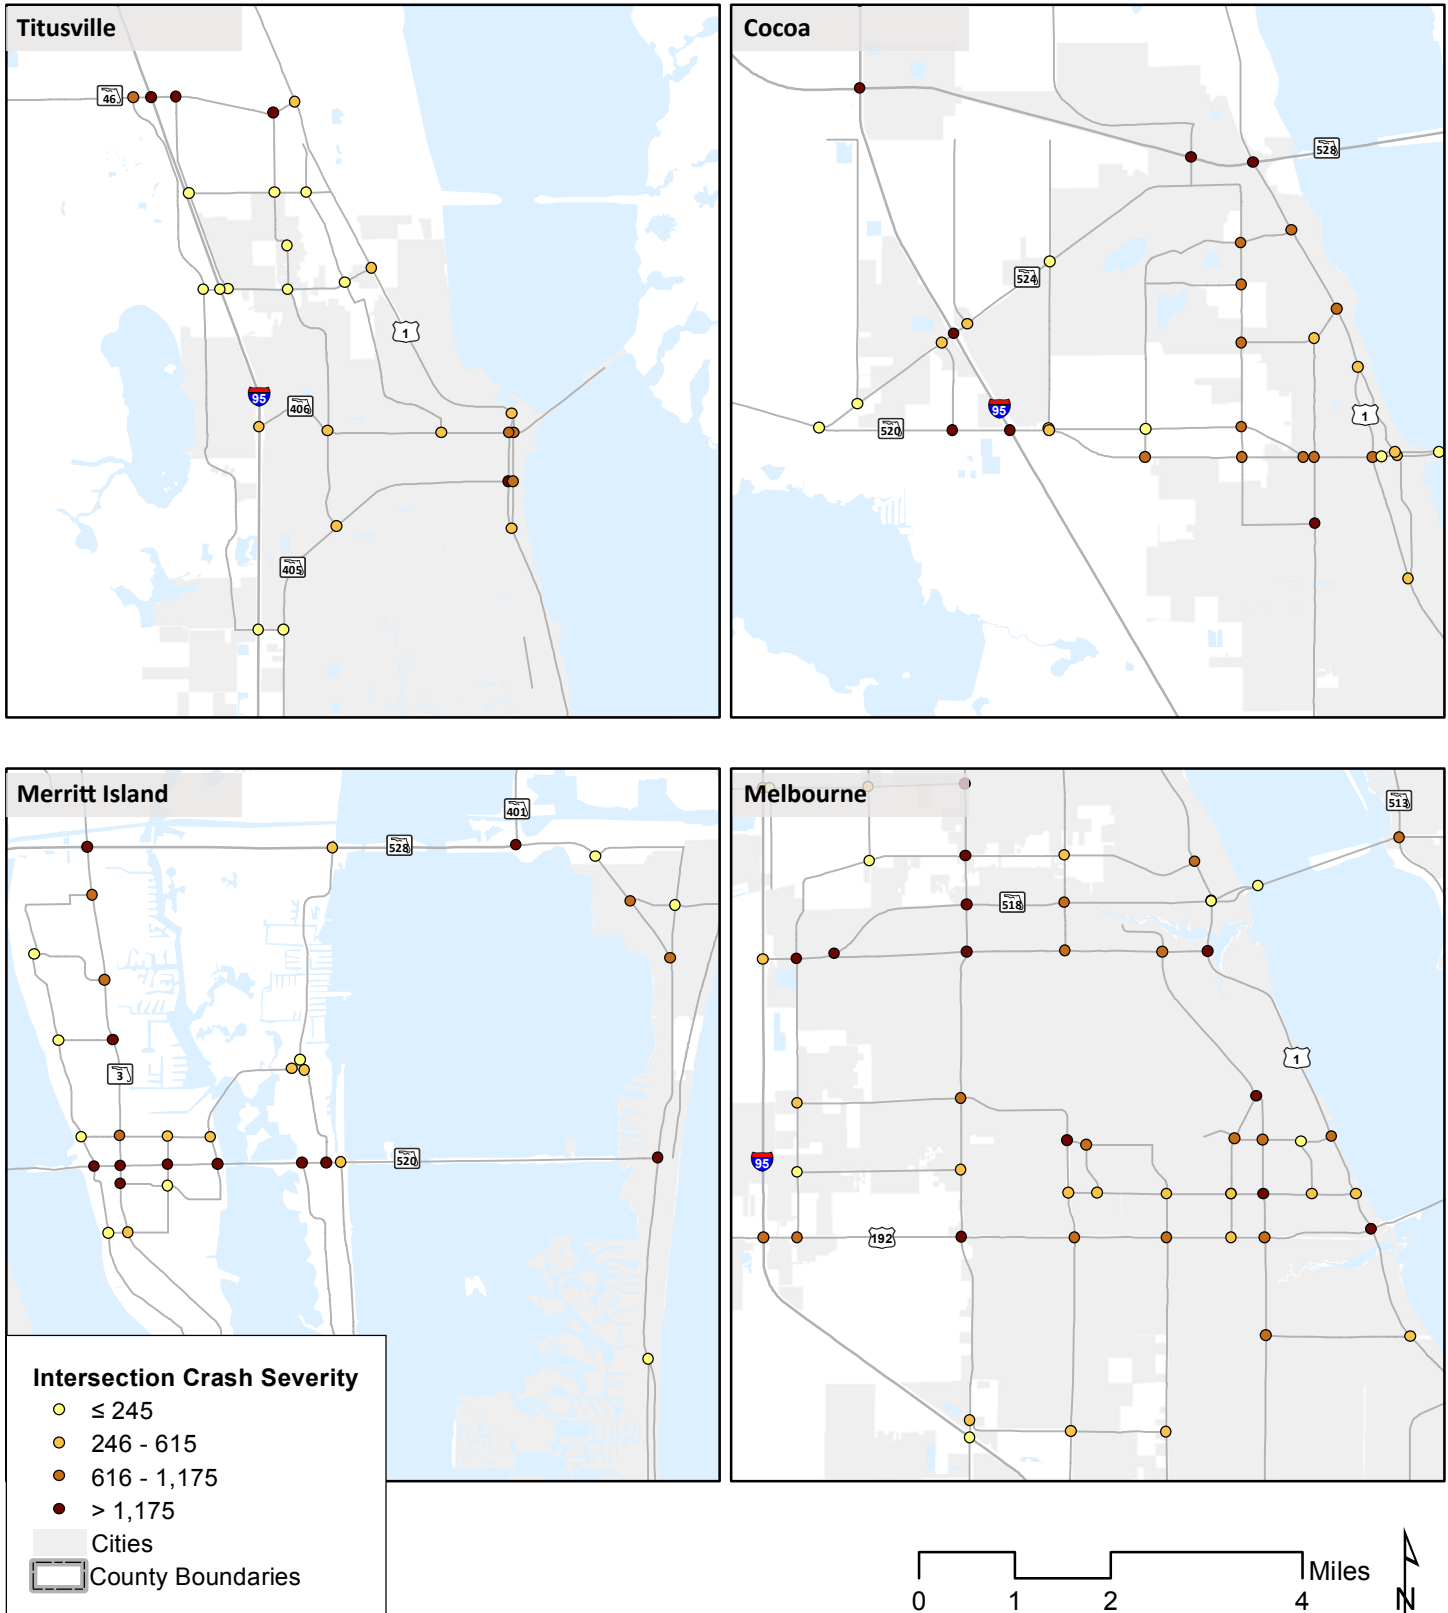 Titusville
46
1
95
406
405
Cocoa
528
524
95
520
1
Merritt Island
401
528
3
520
Melbourne
513
518
1
95
192
Intersection Crash Severity
≤ 245
246 - 615
616 - 1,175
> 1,175
Cities
County Boundaries
Miles
0 1 2 4
N